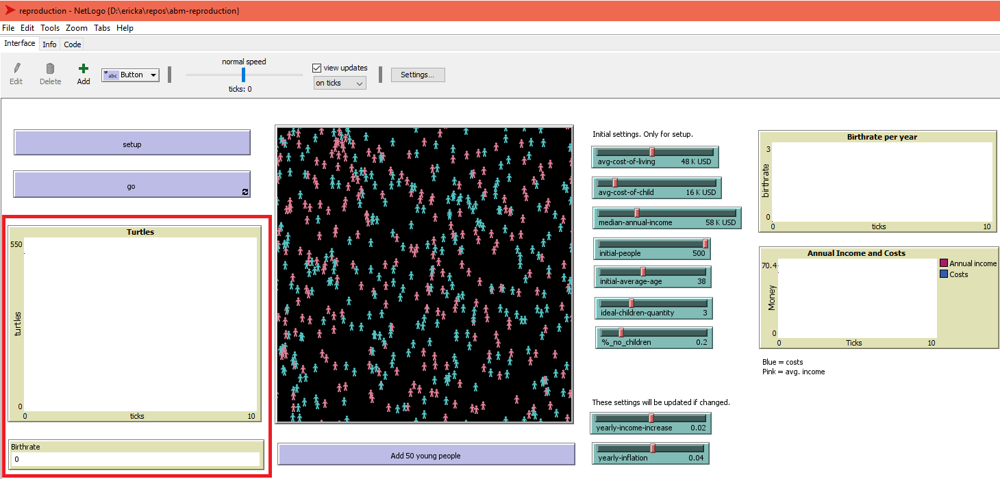 reproduction - NetLogo {D:\ericka\repos\abm-reproduction}
File Edit Tools Zoom Tabs Help
Interface Info Code
Edit
Delete
Add
abc Button
normal speed
ticks: 0
view updates
on ticks
Settings...
setup
go
Turtles
550
turtles
0
0 ticks 10
Birthrate
0
Add 50 young people
Initial settings. Only for setup.
avg-cost-of-living 48 K USD
avg-cost-of-child 16 K USD
median-annual-income 58 K USD
initial-people 500
initial-average-age 38
ideal-children-quantity 3
%_no_children 0.2
These settings will be updated if changed.
yearly-income-increase 0.02
yearly-inflation 0.04
Birthrate per year
3
birthrate
0
0 ticks 10
Annual Income and Costs
70.4
Money
0
0 Ticks 10
Annual income
Costs
Blue = costs
Pink = avg. income